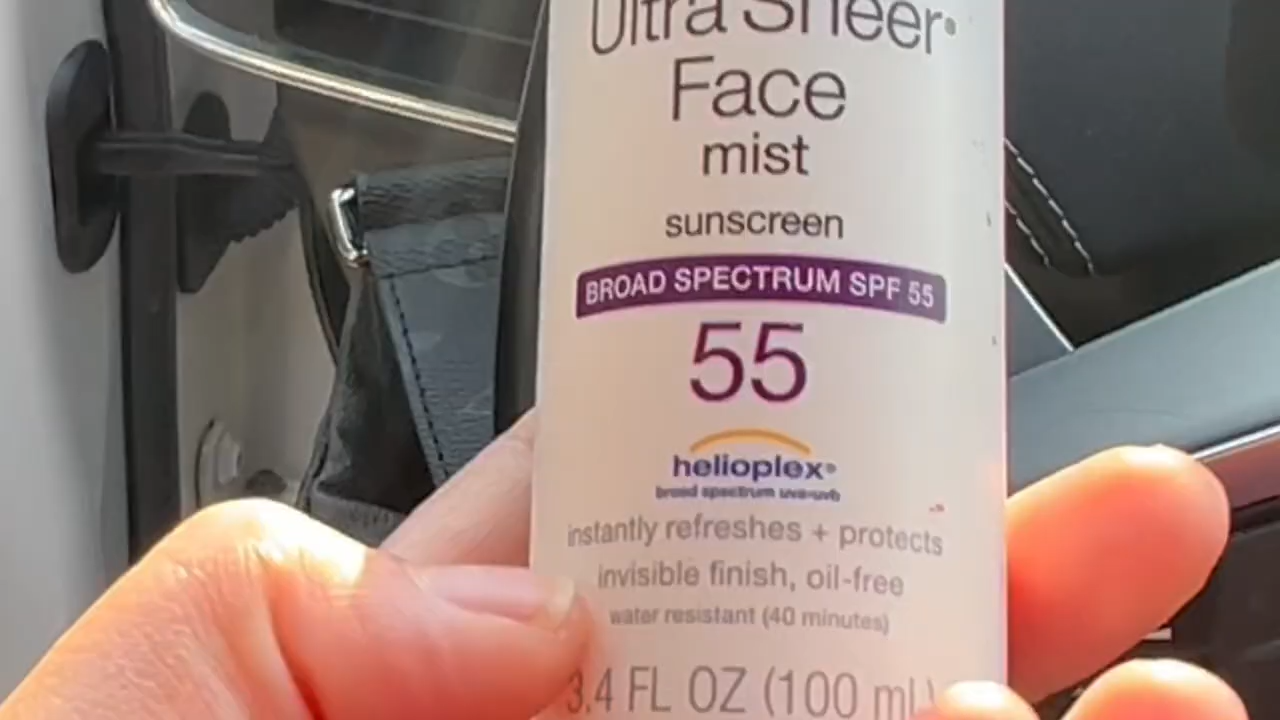 Ultra Sheer®
Face
mist
sunscreen
BROAD SPECTRUM SPF 55
55
helioplex®
broad spectrum uva-uvb
instantly refreshes + protects
invisible finish, oil-free
water resistant (40 minutes)
3.4 FL OZ (100 mL)